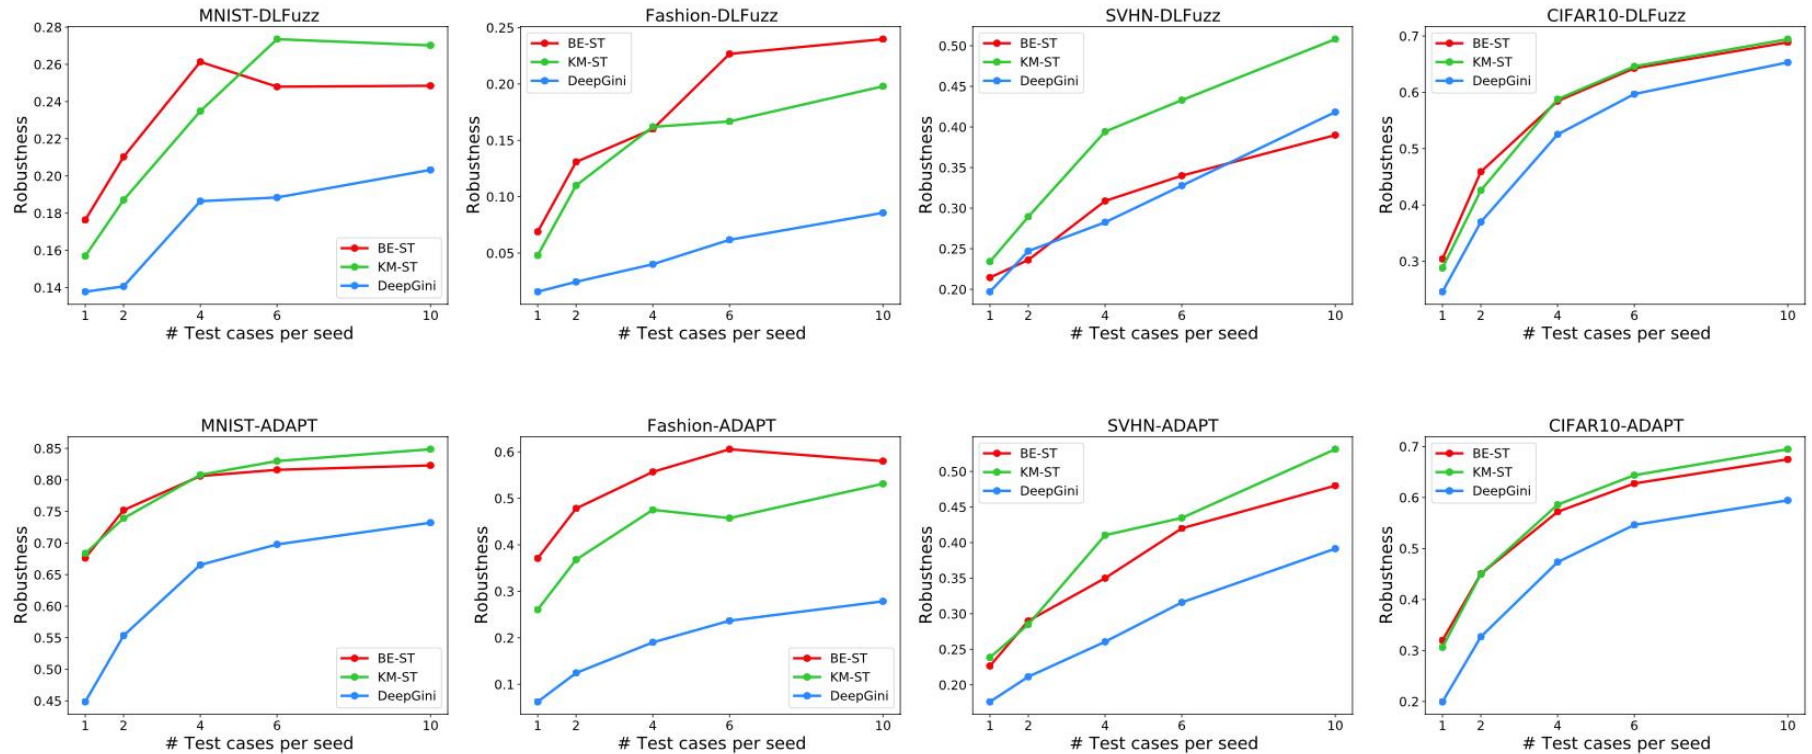 MNIST-DLFuzz
Robustness
0.28
0.26
0.24
0.22
0.20
0.18
0.16
0.14
BE-ST
KM-ST
DeepGini
1 2 4 6 10
# Test cases per seed
Fashion-DLFuzz
Robustness
0.25
0.20
0.15
0.10
0.05
BE-ST
KM-ST
DeepGini
1 2 4 6 10
# Test cases per seed
SVHN-DLFuzz
Robustness
0.50
0.45
0.40
0.35
0.30
0.25
0.20
BE-ST
KM-ST
DeepGini
1 2 4 6 10
# Test cases per seed
CIFAR10-DLFuzz
Robustness
0.7
0.6
0.5
0.4
0.3
BE-ST
KM-ST
DeepGini
1 2 4 6 10
# Test cases per seed
MNIST-ADAPT
Robustness
0.85
0.80
0.75
0.70
0.65
0.60
0.55
0.50
0.45
BE-ST
KM-ST
DeepGini
1 2 4 6 10
# Test cases per seed
Fashion-ADAPT
Robustness
0.6
0.5
0.4
0.3
0.2
0.1
BE-ST
KM-ST
DeepGini
1 2 4 6 10
# Test cases per seed
SVHN-ADAPT
Robustness
0.50
0.45
0.40
0.35
0.30
0.25
0.20
BE-ST
KM-ST
DeepGini
1 2 4 6 10
# Test cases per seed
CIFAR10-ADAPT
Robustness
0.7
0.6
0.5
0.4
0.3
0.2
BE-ST
KM-ST
DeepGini
1 2 4 6 10
# Test cases per seed